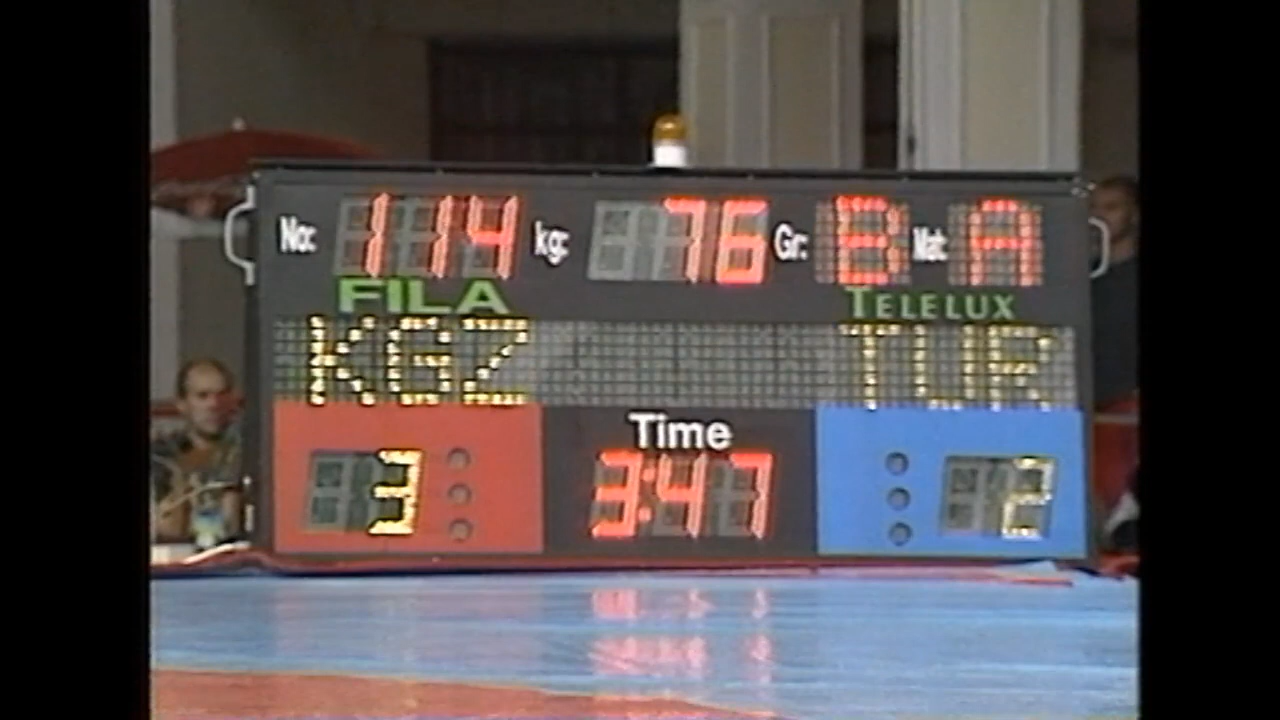 No: 114 kg: 76 Gr: B Mat: A
FILA TELELUX
KGZ TUR
Time
3 3:47 2